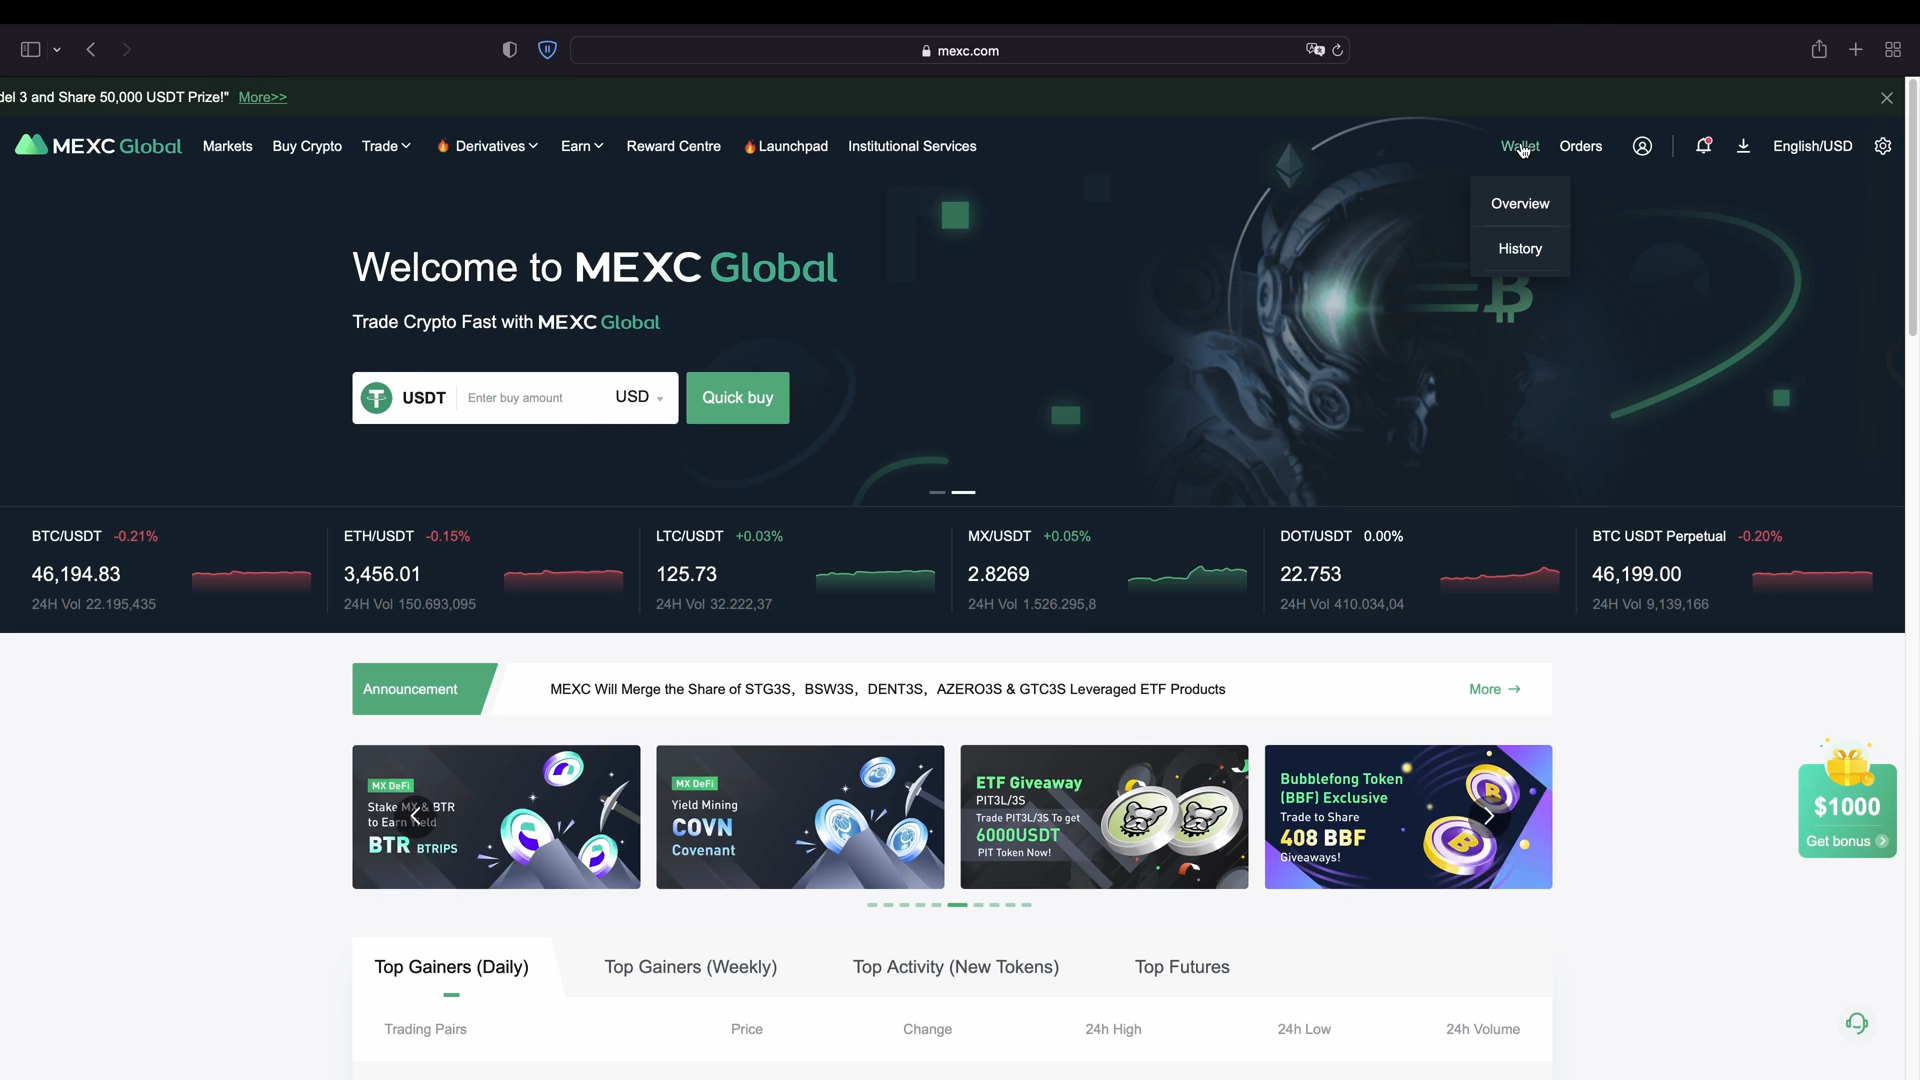 mexc.com
del 3 and Share 50,000 USDT Prize!" More>>
MEXC Global Markets Buy Crypto Trade Derivatives Earn Reward Centre Launchpad Institutional Services Wallet Orders English/USD
Overview
History
Welcome to MEXC Global
Trade Crypto Fast with MEXC Global
USDT Enter buy amount USD Quick buy
BTC/USDT -0.21% ETH/USDT -0.15% LTC/USDT +0.03% MX/USDT +0.05% DOT/USDT 0.00% BTC USDT Perpetual -0.20%
46,194.83 3,456.01 125.73 2.8269 22.753 46,199.00
24H Vol 22.195,435 24H Vol 150.693,095 24H Vol 32.222,37 24H Vol 1.526.295,8 24H Vol 410.034,04 24H Vol 9,139,166
Announcement MEXC Will Merge the Share of STG3S, BSW3S, DENT3S, AZERO3S & GTC3S Leveraged ETF Products More →
MX DeFi
Stake MX & BTR
to Earn Yield
BTR BTRIPS
MX DeFi
Yield Mining
COVN
Covenant
ETF Giveaway
PIT3L/3S
Trade PIT3L/3S To get
6000USDT
PIT Token Now!
Bubblefong Token
(BBF) Exclusive
Trade to Share
408 BBF
Giveaways!
$1000
Get bonus
Top Gainers (Daily) Top Gainers (Weekly) Top Activity (New Tokens) Top Futures
Trading Pairs Price Change 24h High 24h Low 24h Volume